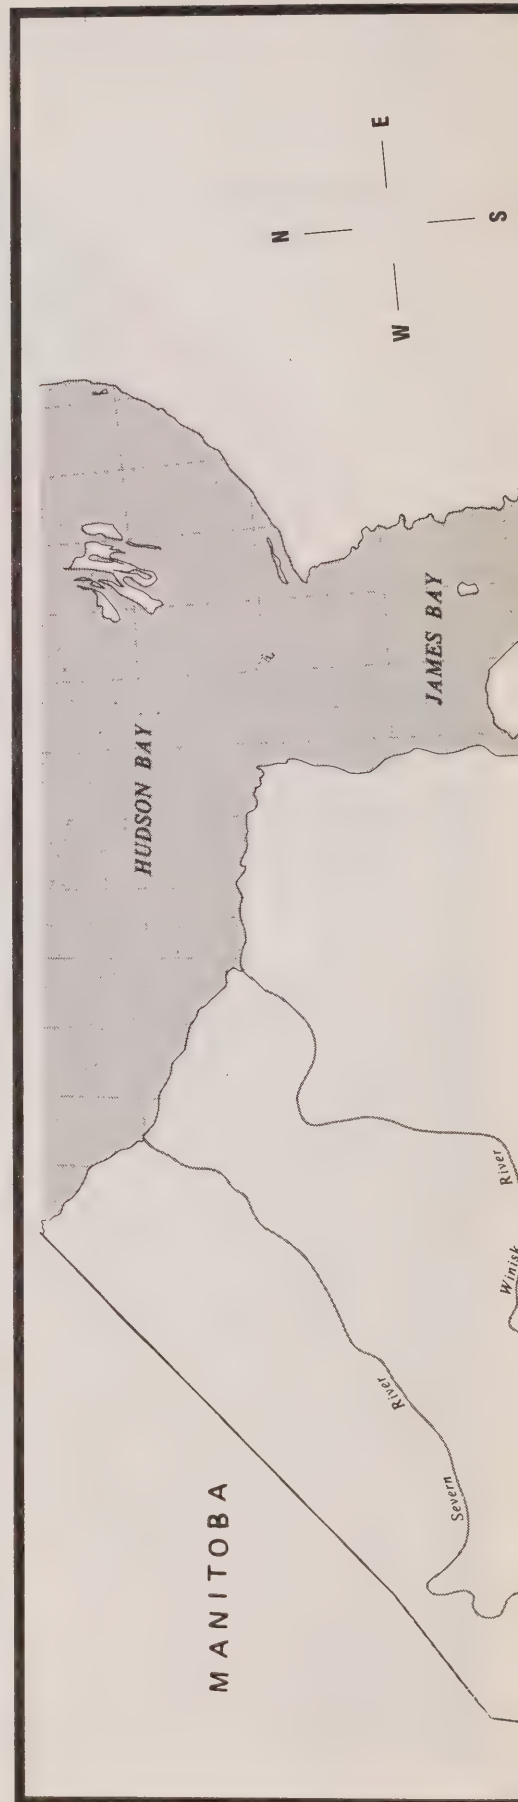 N
E
S
W
HUDSON BAY
JAMES BAY
MANITOBA
Severn River
Winisk River